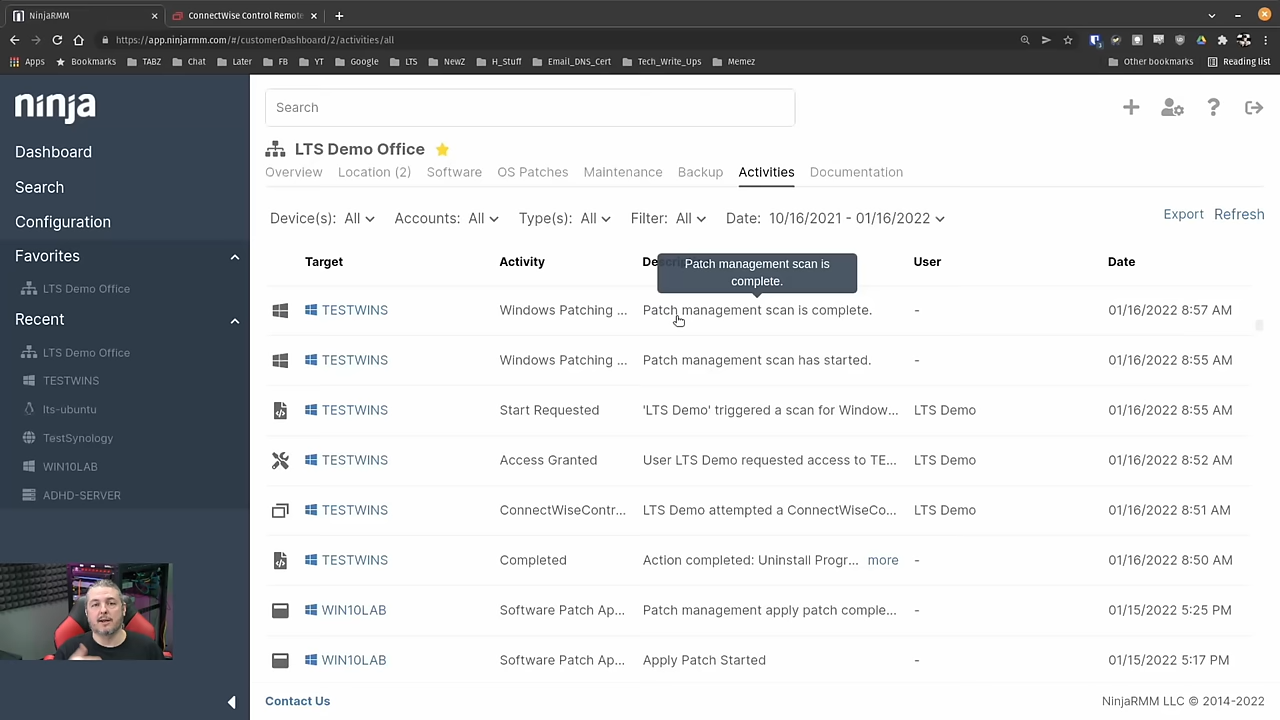 NinjaRMM
ConnectWise Control Remote
https://app.ninjarmm.com/#/customerDashboard/2/activities/all
Apps
Bookmarks
TABZ
Chat
Later
FB
YT
Google
LTS
NewZ
H_Stuff
Email_DNS_Cert
Tech_Write_Ups
Memez
Other bookmarks
Reading list
ninja
Dashboard
Search
Configuration
Favorites
LTS Demo Office
Recent
LTS Demo Office
TESTWINS
lts-ubuntu
TestSynology
WIN10LAB
ADHD-SERVER
Search
LTS Demo Office
Overview Location (2) Software OS Patches Maintenance Backup Activities Documentation
Device(s): All Accounts: All Type(s): All Filter: All Date: 10/16/2021 - 01/16/2022 Export Refresh
Target Activity User Date
Patch management scan is
complete.
TESTWINS Windows Patching ... Patch management scan is complete. - 01/16/2022 8:57 AM
TESTWINS Windows Patching ... Patch management scan has started. - 01/16/2022 8:55 AM
TESTWINS Start Requested 'LTS Demo' triggered a scan for Window... LTS Demo 01/16/2022 8:55 AM
TESTWINS Access Granted User LTS Demo requested access to TE... LTS Demo 01/16/2022 8:52 AM
TESTWINS ConnectWiseContr... LTS Demo attempted a ConnectWiseCo... LTS Demo 01/16/2022 8:51 AM
TESTWINS Completed Action completed: Uninstall Progr... more - 01/16/2022 8:50 AM
WIN10LAB Software Patch Ap... Patch management apply patch comple... - 01/15/2022 5:25 PM
WIN10LAB Software Patch Ap... Apply Patch Started - 01/15/2022 5:17 PM
Contact Us
NinjaRMM LLC © 2014-2022